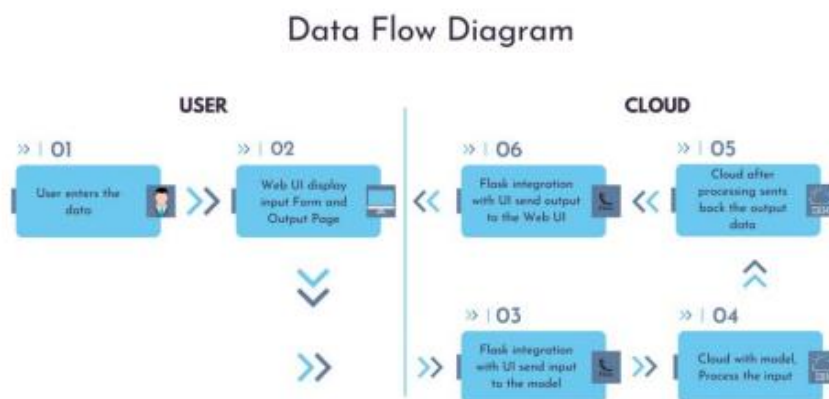 Data Flow Diagram
USER
CLOUD
01
User enters the
data
02
Web UI display
input Form and
Output Page
06
Flask integration
with UI send output
to the Web UI
05
Cloud after
processing sents
back the output
data
03
Flask integration
with UI send input
to the model
04
Cloud with model,
Process the input